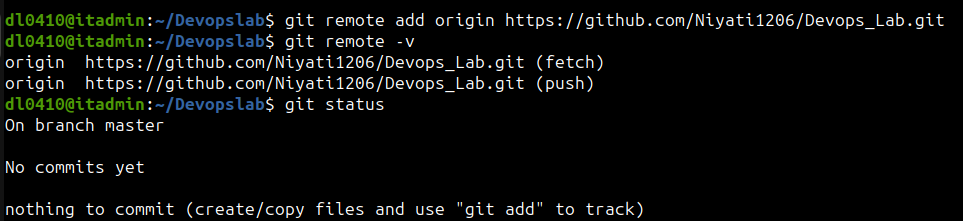 dl0410@itadmin:~/Devopslab$ git remote add origin https://github.com/Niyati1206/Devops_Lab.git
dl0410@itadmin:~/Devopslab$ git remote -v
origin  https://github.com/Niyati1206/Devops_Lab.git (fetch)
origin  https://github.com/Niyati1206/Devops_Lab.git (push)
dl0410@itadmin:~/Devopslab$ git status
On branch master
No commits yet
nothing to commit (create/copy files and use "git add" to track)